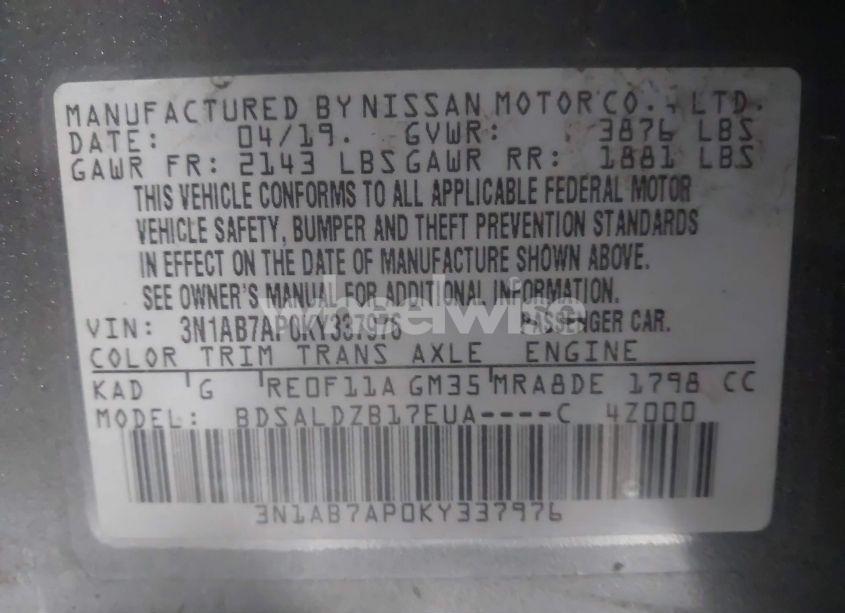 MANUFACTURED BY NISSAN MOTOR CO., LTD.
DATE: 04/19. GVWR: 3876 LBS
GAWR FR: 2143 LBS GAWR RR: 1881 LBS
THIS VEHICLE CONFORMS TO ALL APPLICABLE FEDERAL MOTOR
VEHICLE SAFETY, BUMPER AND THEFT PREVENTION STANDARDS
IN EFFECT ON THE DATE OF MANUFACTURE SHOWN ABOVE.
SEE OWNER'S MANUAL FOR ADDITIONAL INFORMATION.
wheelwire
VIN: 3N1AB7AP0KY337976 PASSENGER CAR.
COLOR TRIM TRANS AXLE ENGINE
KAD G RE0F11A GM35 MRA8DE 1798 CC
MODEL: BDSALDZB17EUA----C 4Z000
3N1AB7AP0KY337976